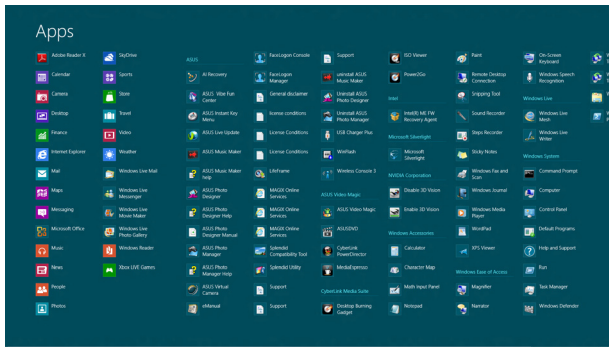 Apps
Adobe Reader X
Calendar
Camera
Desktop
Finance
Internet Explorer
Mail
Maps
Messaging
Microsoft Office
Music
News
People
Photos
SkyDrive
Sports
Store
Travel
Video
Weather
Windows Live Mail
Windows Live
Messenger
Windows Live
Movie Maker
Windows Live
Photo Gallery
Windows Reader
Xbox LIVE Games
ASUS
AI Recovery
ASUS Vibe Fun
Center
ASUS Instant Key
Menu
ASUS Live Update
ASUS Music Maker
ASUS Music Maker
help
ASUS Photo
Designer
ASUS Photo
Designer Help
ASUS Photo
Designer Manual
ASUS Photo
Manager
ASUS Photo
Manager Help
ASUS Virtual
Camera
eManual
FaceLogon Console
FaceLogon
Manager
General disclaimer
license conditions
License Conditions
License Conditions
LifeFrame
MAGIX Online
Services
MAGIX Online
Services
MAGIX Online
Services
Splendid
Compatibility Tool
Splendid Utility
Support
Support
Support
uninstall ASUS
Music Maker
Uninstall ASUS
Photo Designer
Uninstall ASUS
Photo Manager
USB Charger Plus
WinFlash
Wireless Console 3
ASUS Video Magic
ASUS Video Magic
ASUSDVD
CyberLink
PowerDirector
MediaEspresso
CyberLink Media Suite
Desktop Burning
Gadget
ISO Viewer
Power2Go
Intel
Intel(R) ME FW
Recovery Agent
Microsoft Silverlight
Microsoft
Silverlight
NVIDIA Corporation
Disable 3D Vision
Enable 3D Vision
Windows Accessories
Calculator
Character Map
Math Input Panel
Notepad
Paint
Remote Desktop
Connection
Snipping Tool
Sound Recorder
Steps Recorder
Sticky Notes
Windows Fax and
Scan
Windows Journal
Windows Media
Player
WordPad
XPS Viewer
Windows Ease of Access
Magnifier
Narrator
On-Screen
Keyboard
Windows Speech
Recognition
Windows Live
Windows Live
Mesh
Windows Live
Writer
Windows System
Command Prompt
Computer
Control Panel
Default Programs
Help and Support
Run
Task Manager
Windows Defender